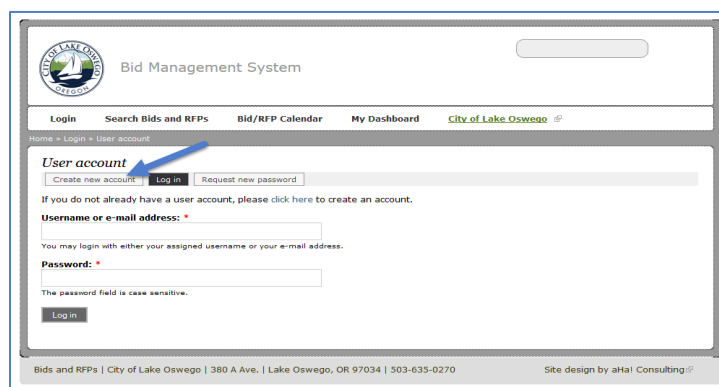 CITY OF LAKE OSWEGO
OREGON
Bid Management System
Login Search Bids and RFPs Bid/RFP Calendar My Dashboard City of Lake Oswego
Home » Login » User account
User account
Create new account Log in Request new password
If you do not already have a user account, please click here to create an account.
Username or e-mail address: *
You may login with either your assigned username or your e-mail address.
Password: *
The password field is case sensitive.
Log in
Bids and RFPs | City of Lake Oswego | 380 A Ave. | Lake Oswego, OR 97034 | 503-635-0270 Site design by aHa! Consulting